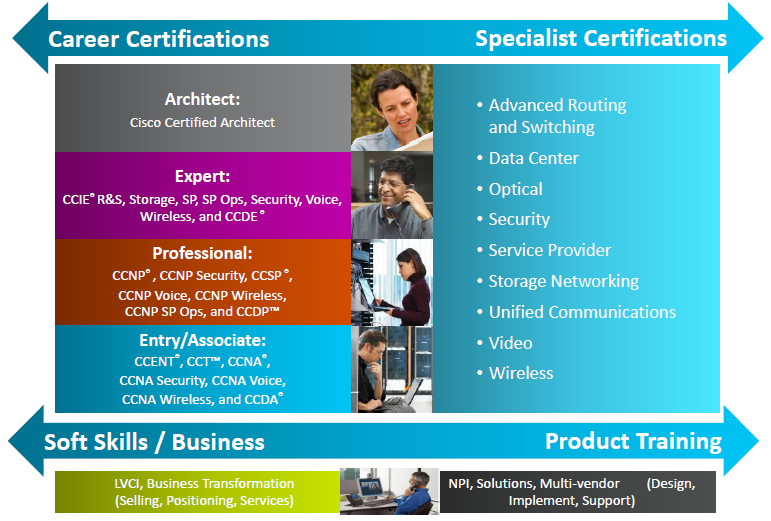 Career Certifications
Specialist Certifications
Architect:
Cisco Certified Architect
Expert:
CCIE® R&S, Storage, SP, SP Ops, Security, Voice,
Wireless, and CCDE®
Professional:
CCNP®, CCNP Security, CCSP®,
CCNP Voice, CCNP Wireless,
CCNP SP Ops, and CCDP™
Entry/Associate:
CCENT®, CCT™, CCNA®,
CCNA Security, CCNA Voice,
CCNA Wireless, and CCDA®
• Advanced Routing
and Switching
• Data Center
• Optical
• Security
• Service Provider
• Storage Networking
• Unified Communications
• Video
• Wireless
Soft Skills / Business
Product Training
LVCI, Business Transformation
(Selling, Positioning, Services)
NPI, Solutions, Multi-vendor (Design,
Implement, Support)